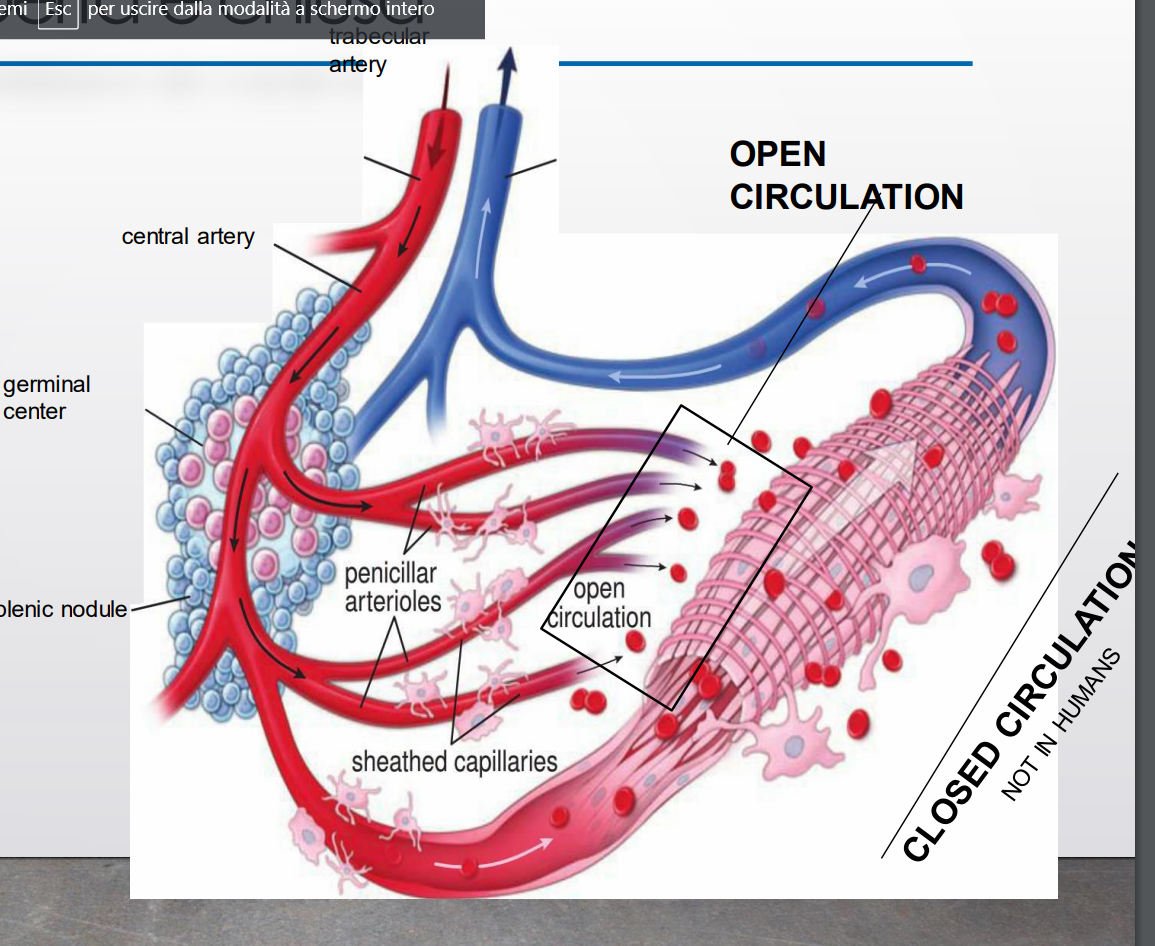 emi Esc per uscire dalla modalità a schermo intero
trabecular
artery
OPEN
CIRCULATION
central artery
germinal
center
penicillar
arterioles
open
circulation
plenic nodule
sheathed capillaries
CLOSED CIRCULATION
NOT IN HUMANS